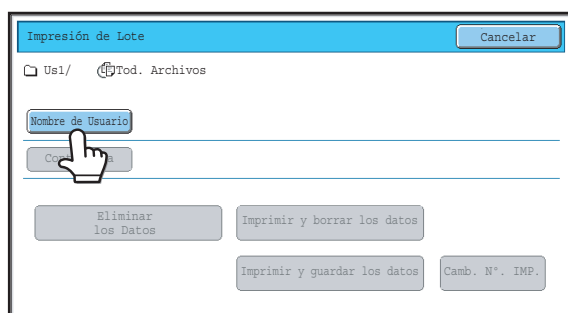 Impresión de Lote Cancelar
Us1/ Tod. Archivos
Nombre de Usuario
Eliminar
los Datos
Imprimir y borrar los datos
Imprimir y guardar los datos Camb. N°. IMP.